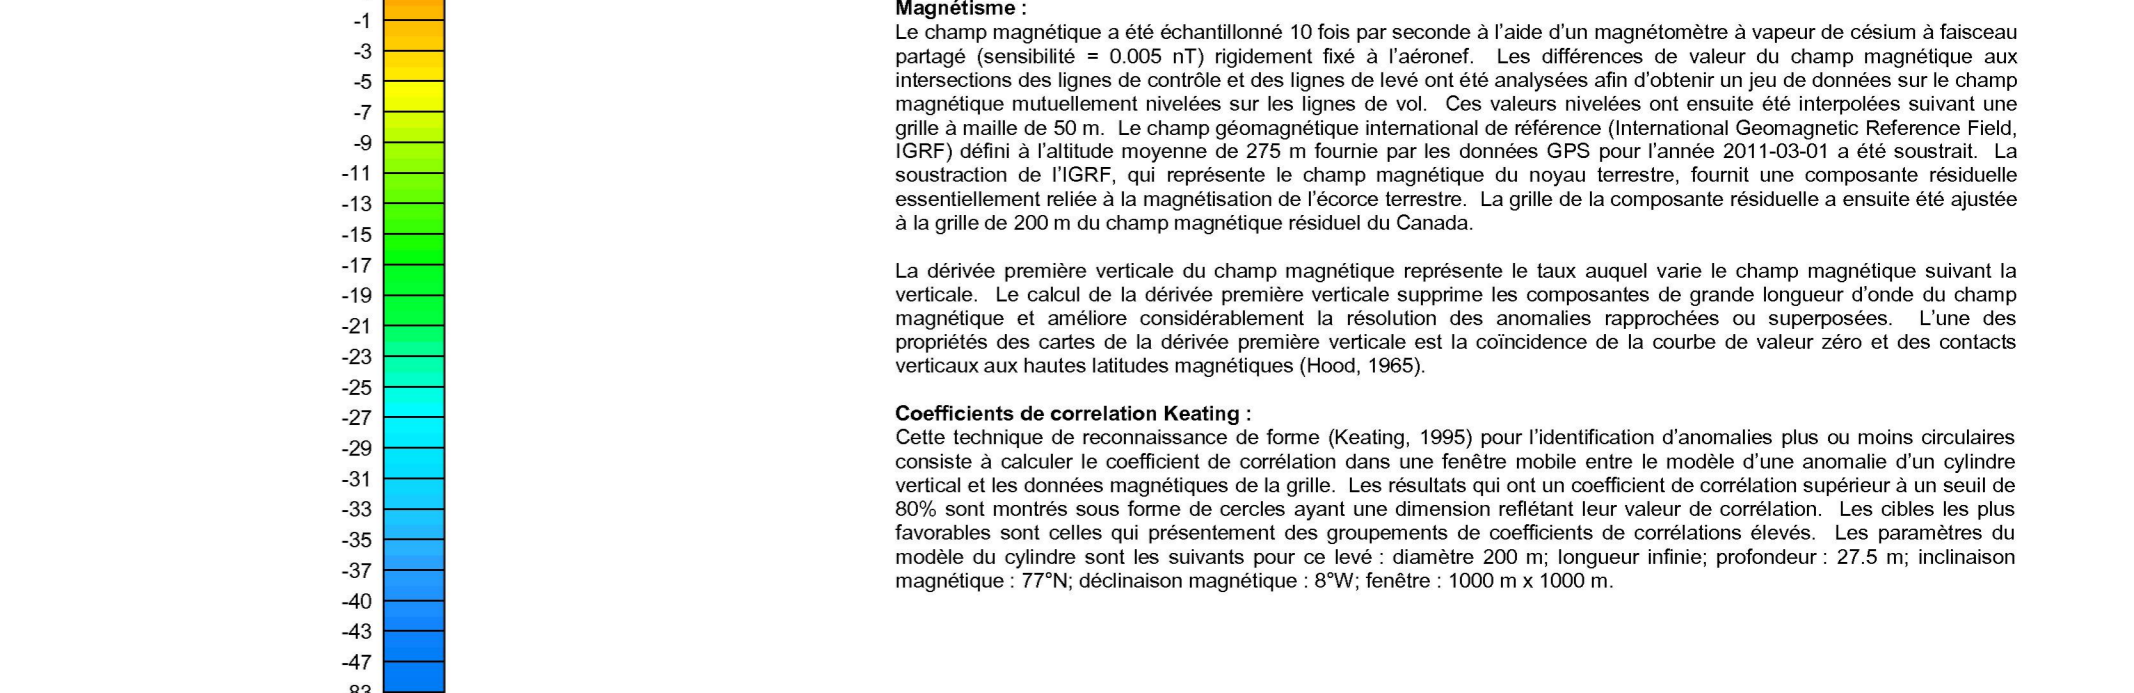 -1
-3
-5
-7
-9
-11
-13
-15
-17
-19
-21
-23
-25
-27
-29
-31
-33
-35
-37
-40
-43
-47
Magnétisme :
Le champ magnétique a été échantillonné 10 fois par seconde à l'aide d'un magnétomètre à vapeur de césium à faisceau
partagé (sensibilité = 0.005 nT) rigidement fixé à l'aéronef. Les différences de valeur du champ magnétique aux
intersections des lignes de contrôle et des lignes de levé ont été analysées afin d'obtenir un jeu de données sur le champ
magnétique mutuellement nivelées sur les lignes de vol. Ces valeurs nivelées ont ensuite été interpolées suivant une
grille à maille de 50 m. Le champ géomagnétique international de référence (International Geomagnetic Reference Field,
IGRF) défini à l'altitude moyenne de 275 m fournie par les données GPS pour l'année 2011-03-01 a été soustrait. La
soustraction de l'IGRF, qui représente le champ magnétique du noyau terrestre, fournit une composante résiduelle
essentiellement reliée à la magnétisation de l'écorce terrestre. La grille de la composante résiduelle a ensuite été ajustée
à la grille de 200 m du champ magnétique résiduel du Canada.
La dérivée première verticale du champ magnétique représente le taux auquel varie le champ magnétique suivant la
verticale. Le calcul de la dérivée première verticale supprime les composantes de grande longueur d'onde du champ
magnétique et améliore considérablement la résolution des anomalies rapprochées ou superposées. L'une des
propriétés des cartes de la dérivée première verticale est la coïncidence de la courbe de valeur zéro et des contacts
verticaux aux hautes latitudes magnétiques (Hood, 1965).
Coefficients de correlation Keating :
Cette technique de reconnaissance de forme (Keating, 1995) pour l'identification d'anomalies plus ou moins circulaires
consiste à calculer le coefficient de corrélation dans une fenêtre mobile entre le modèle d'une anomalie d'un cylindre
vertical et les données magnétiques de la grille. Les résultats qui ont un coefficient de corrélation supérieur à un seuil de
80% sont montrés sous forme de cercles ayant une dimension reflétant leur valeur de corrélation. Les cibles les plus
favorables sont celles qui présentement des groupements de coefficients de corrélations élevés. Les paramètres du
modèle du cylindre sont les suivants pour ce levé : diamètre 200 m; longueur infinie; profondeur : 27.5 m; inclinaison
magnétique : 77°N; déclinaison magnétique : 8°W; fenêtre : 1000 m x 1000 m.